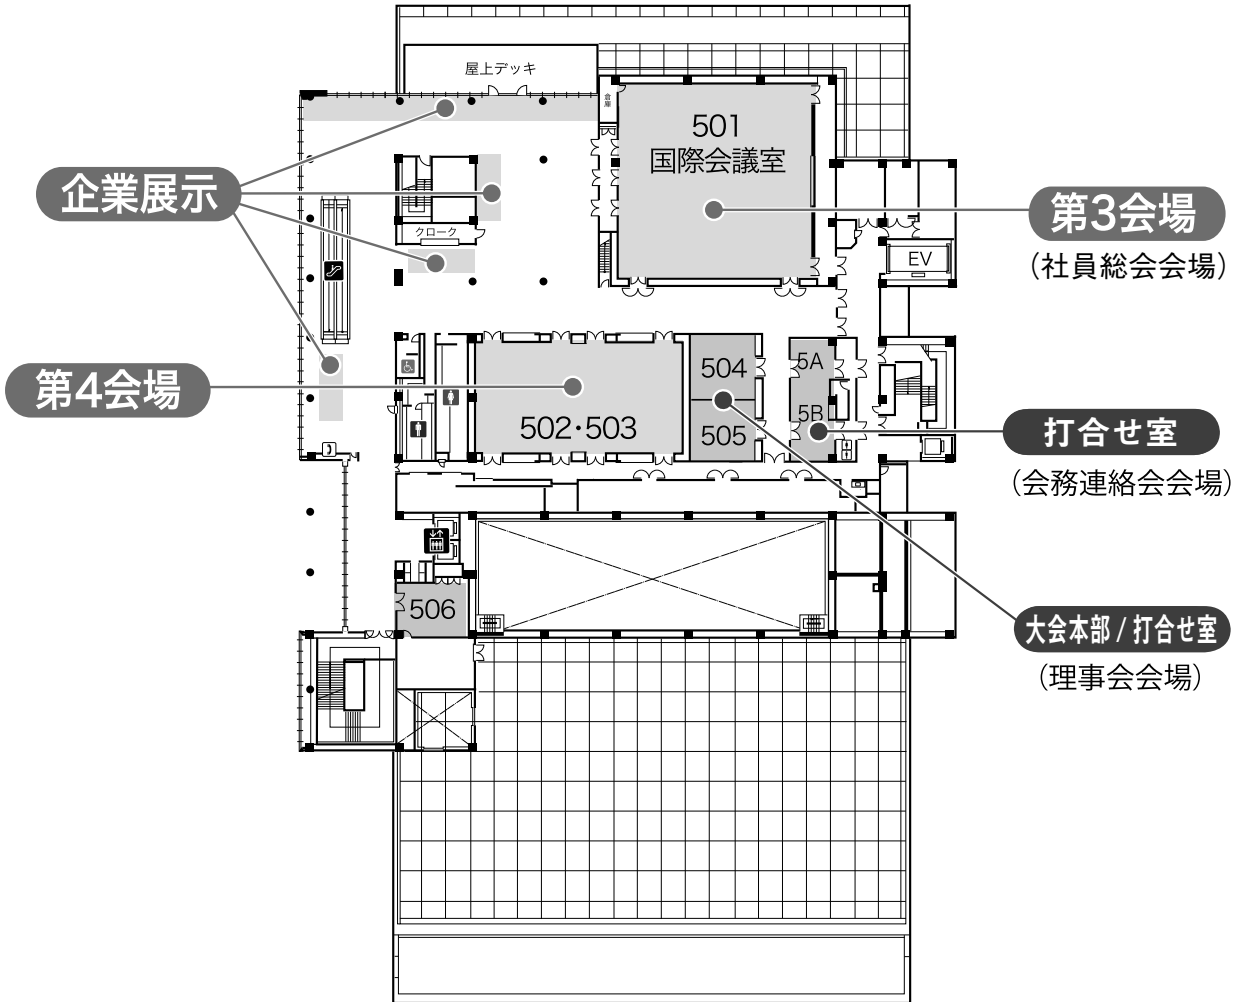 屋上デッキ
倉庫
501
国際会議室
企業展示
クローク
第3会場
(社員総会会場)
EV
第4会場
502・503
504
505
5A
5B
打合せ室
(会務連絡会会場)
506
大会本部/打合せ室
(理事会会場)